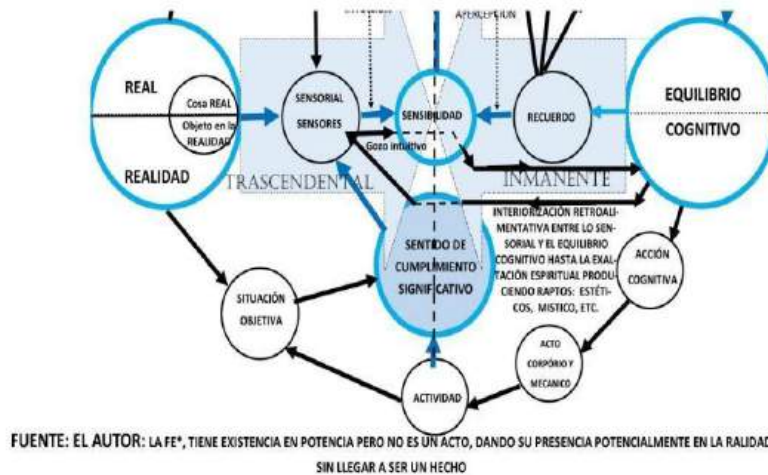 APERCEPCIÓN
REAL
Cosa REAL
Objeto en la
REALIDAD
REALIDAD
SENSORIAL
SENSORES
SENSIBILIDAD
RECUERDO
EQUILIBRIO
COGNITIVO
Gozo intuitivo
TRASCENDENTAL
INMANENTE
INTERIORIZACIÓN RETROALI-
MENTATIVA ENTRE LO SEN-
SORIAL Y EL EQUILIBRIO
COGNITIVO HASTA LA EXAL-
TACIÓN ESPIRITUAL PRODU-
CIENDO RAPTOS: ESTÉTI-
COS, MISTICO, ETC.
SENTIDO DE
CUMPLIMIENTO
SIGNIFICATIVO
ACCIÓN
COGNITIVA
SITUACIÓN
OBJETIVA
ACTO
CORPÓRIO Y
MECANICO
ACTIVIDAD
FUENTE: EL AUTOR: LA FE*, TIENE EXISTENCIA EN POTENCIA PERO NO ES UN ACTO, DANDO SU PRESENCIA POTENCIALMENTE EN LA RALIDAD
SIN LLEGAR A SER UN HECHO